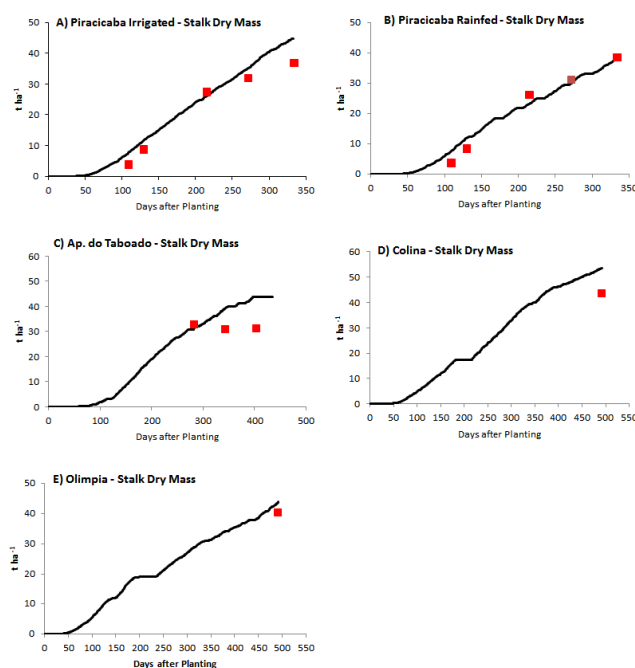 A) Piracicaba Irrigated - Stalk Dry Mass
50
40
30
20
10
0
t ha⁻¹
0 50 100 150 200 250 300 350
Days after Planting
B) Piracicaba Rainfed - Stalk Dry Mass
50
40
30
20
10
0
t ha⁻¹
0 50 100 150 200 250 300 350
Days after Planting
C) Ap. do Taboado - Stalk Dry Mass
60
50
40
30
20
10
0
t ha⁻¹
0 100 200 300 400 500
Days after Planting
D) Colina - Stalk Dry Mass
60
50
40
30
20
10
0
t ha⁻¹
0 50 100 150 200 250 300 350 400 450 500 550
Days after Planting
E) Olimpia - Stalk Dry Mass
50
40
30
20
10
0
t ha⁻¹
0 50 100 150 200 250 300 350 400 450 500 550
Days after Planting